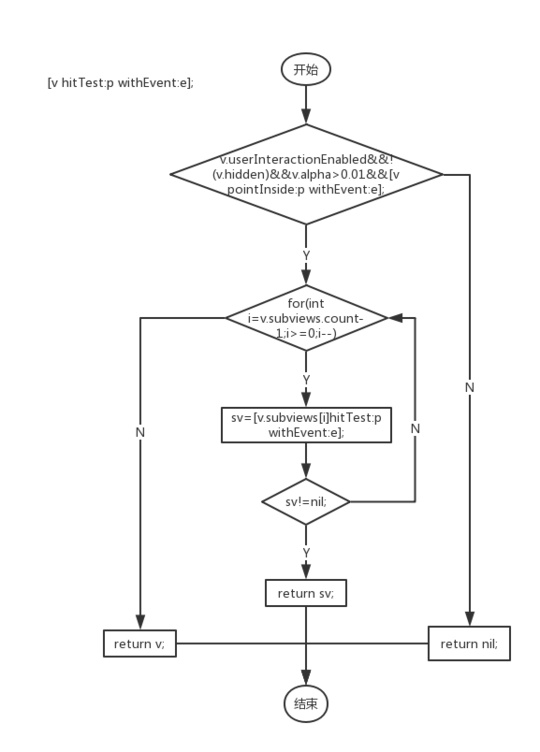 开始
[v hitTest:p withEvent:e];
v.userInteractionEnabled&&!
(v.hidden)&&v.alpha>0.01&&[v
pointInside:p withEvent:e];
Y
for(int
i=v.subviews.count-
1;i>=0;i--)
N
Y
N
sv=[v.subviews[i]hitTest:p
withEvent:e];
N
sv!=nil;
Y
return sv;
return v;
return nil;
结束